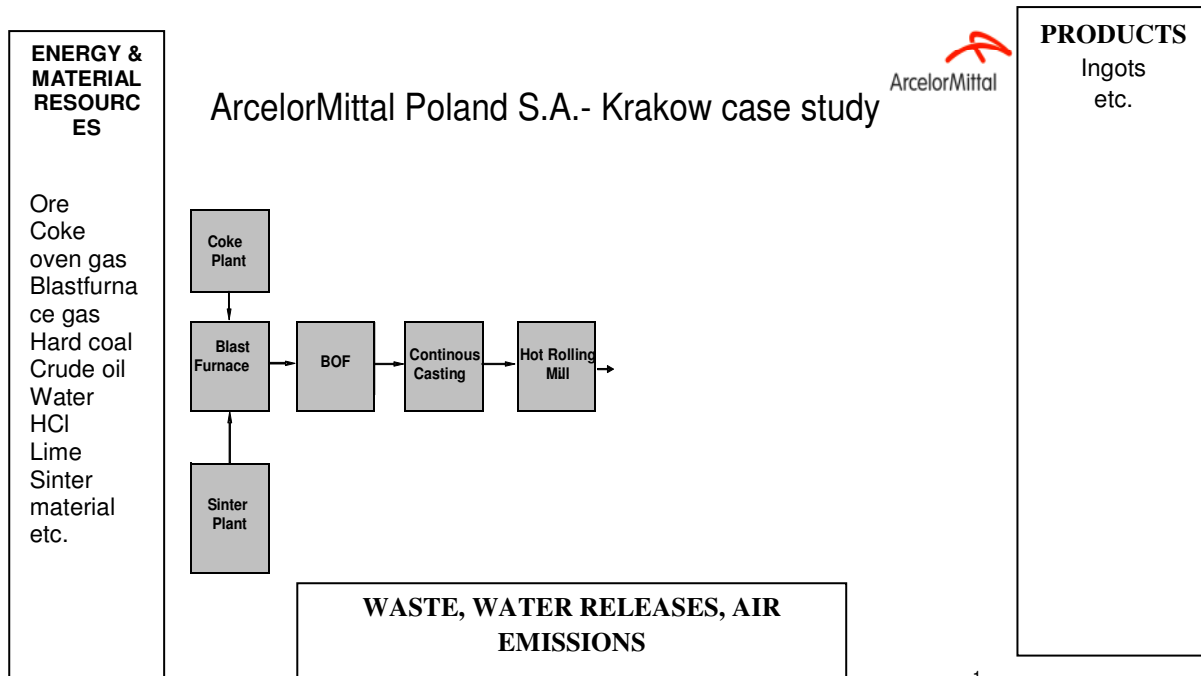 ENERGY &
MATERIAL
RESOURC
ES
Ore
Coke
oven gas
Blastfurna
ce gas
Hard coal
Crude oil
Water
HCl
Lime
Sinter
material
etc.
ArcelorMittal Poland S.A.- Krakow case study
ArcelorMittal
PRODUCTS
Ingots
etc.
Coke
Plant
Blast
Furnace
BOF
Continous
Casting
Hot Rolling
Mill
Sinter
Plant
WASTE, WATER RELEASES, AIR
EMISSIONS